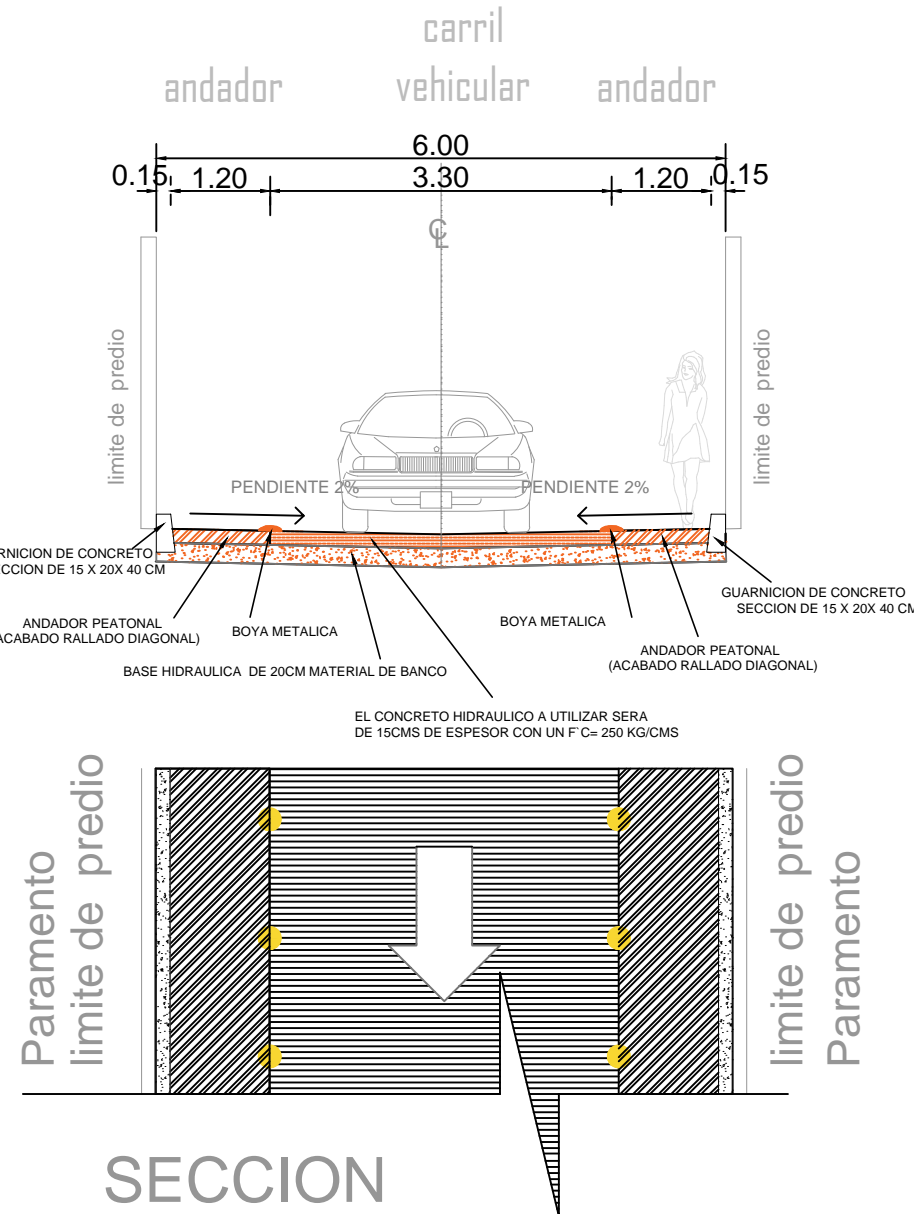 carril
andador vehicular andador
6.00
0.15 1.20 3.30 1.20 0.15
℄
limite de predio
limite de predio
PENDIENTE 2% PENDIENTE 2%
RNICION DE CONCRETO
CCION DE 15 X 20X 40 CM
GUARNICION DE CONCRETO
SECCION DE 15 X 20X 40 CM
ANDADOR PEATONAL
ACABADO RALLADO DIAGONAL)
BOYA METALICA
BOYA METALICA
ANDADOR PEATONAL
(ACABADO RALLADO DIAGONAL)
BASE HIDRAULICA DE 20CM MATERIAL DE BANCO
EL CONCRETO HIDRAULICO A UTILIZAR SERA
DE 15CMS DE ESPESOR CON UN F`C= 250 KG/CMS
Paramento
limite de predio
limite de predio
Paramento
SECCION